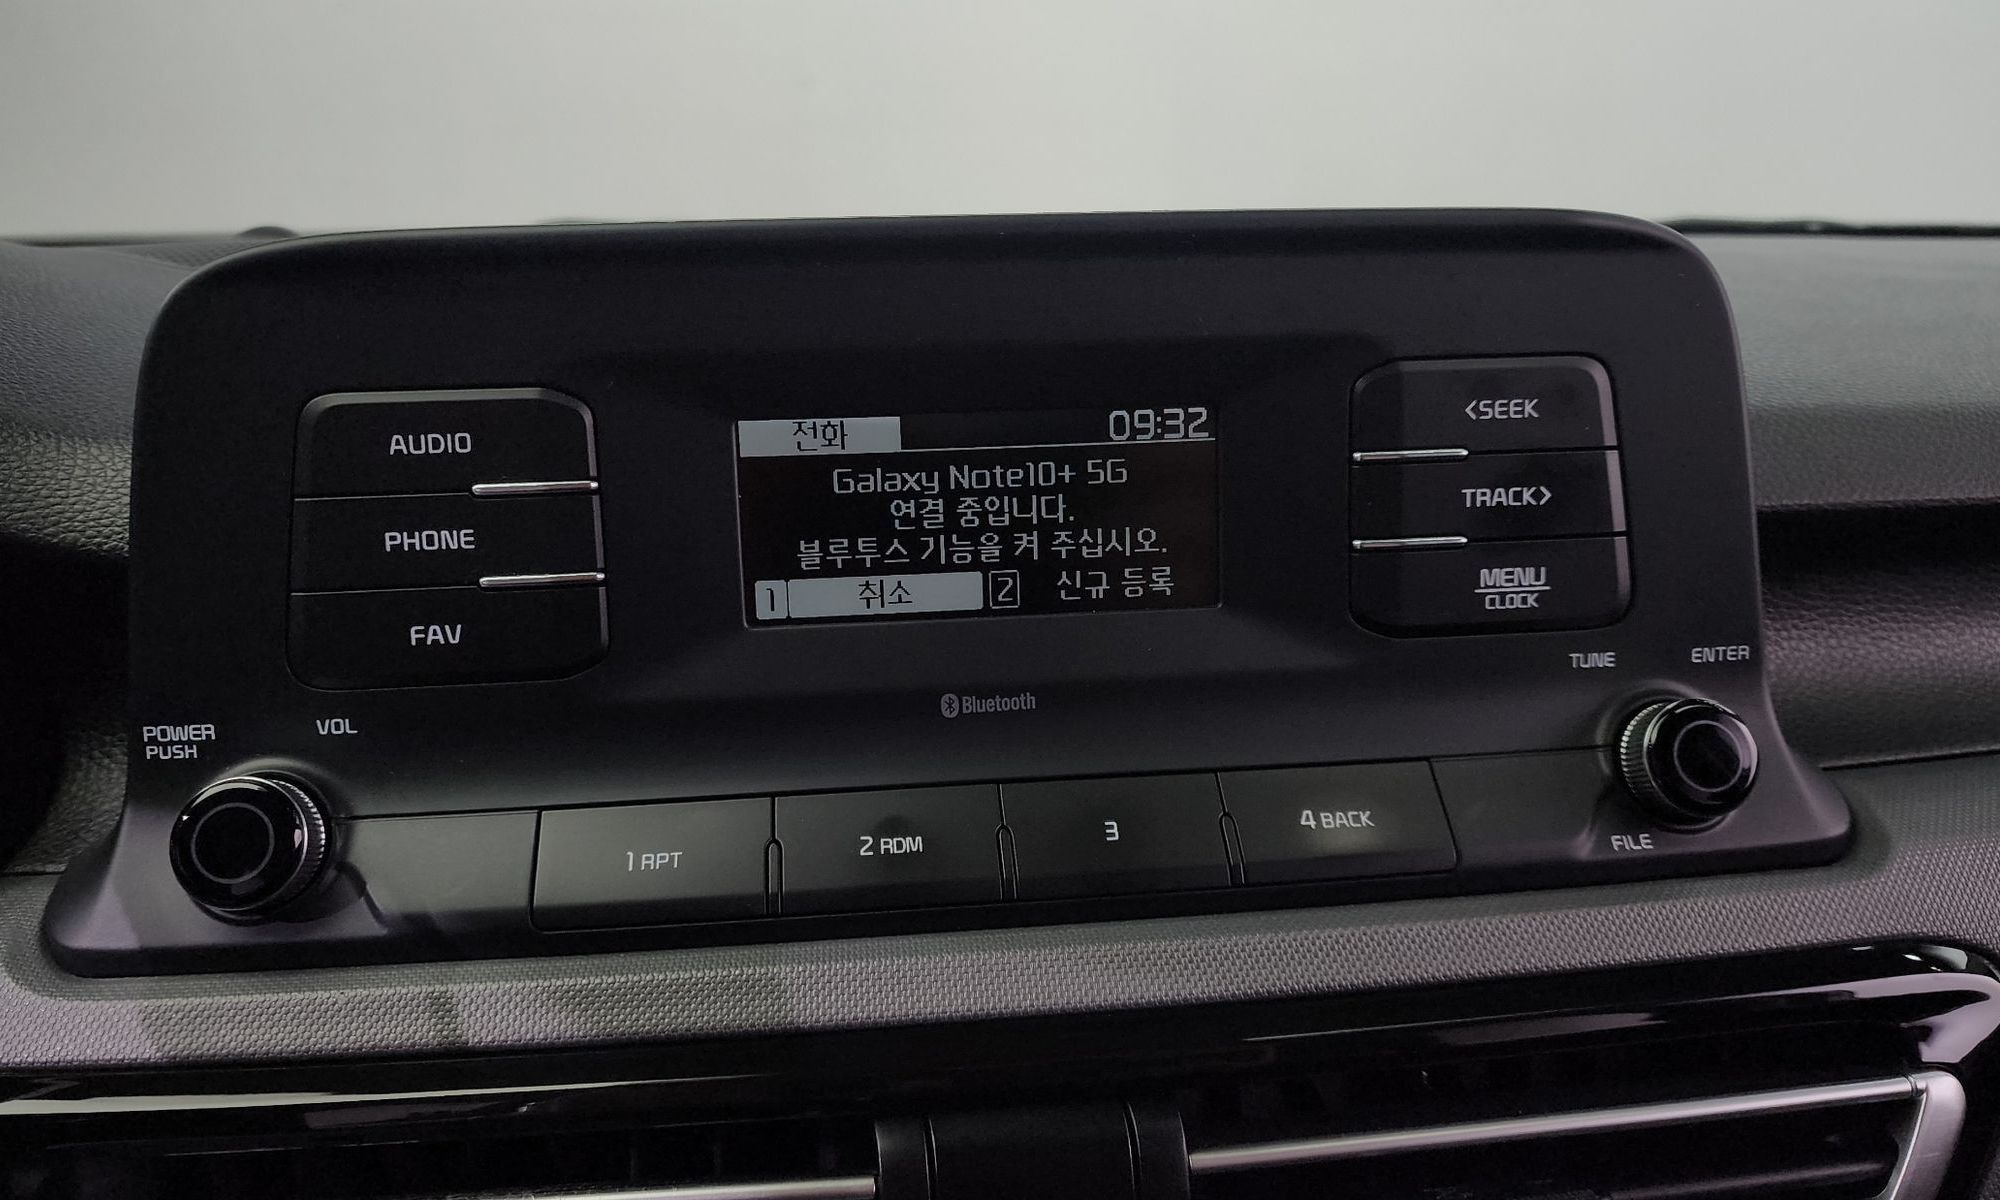 AUDIO
PHONE
FAV
전화 09:32
Galaxy Note10+ 5G
연결 중입니다.
블루투스 기능을 켜 주십시오.
1 취소 2 신규 등록
<SEEK
TRACK>
MENU
CLOCK
POWER
PUSH
VOL
Bluetooth
TUNE
ENTER
1 RPT
2 RDM
3
4 BACK
FILE